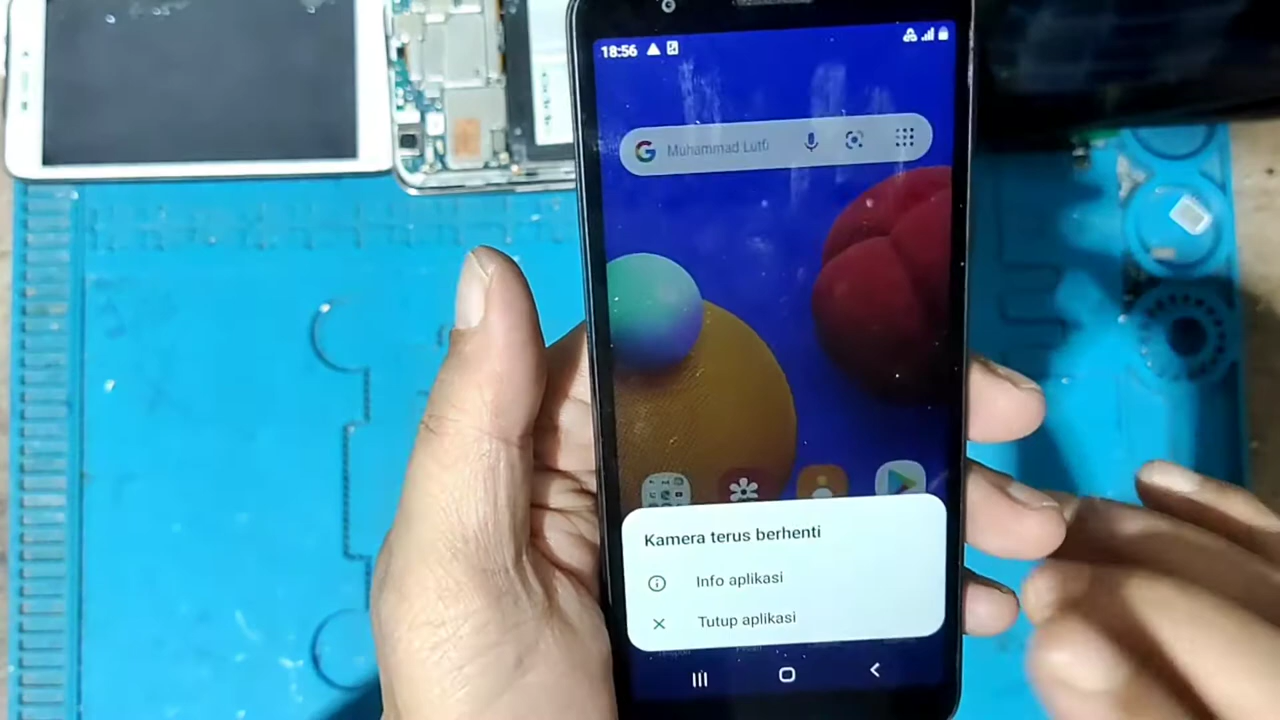 18:56
Muhammad Lutfi
Kamera terus berhenti
Info aplikasi
Tutup aplikasi